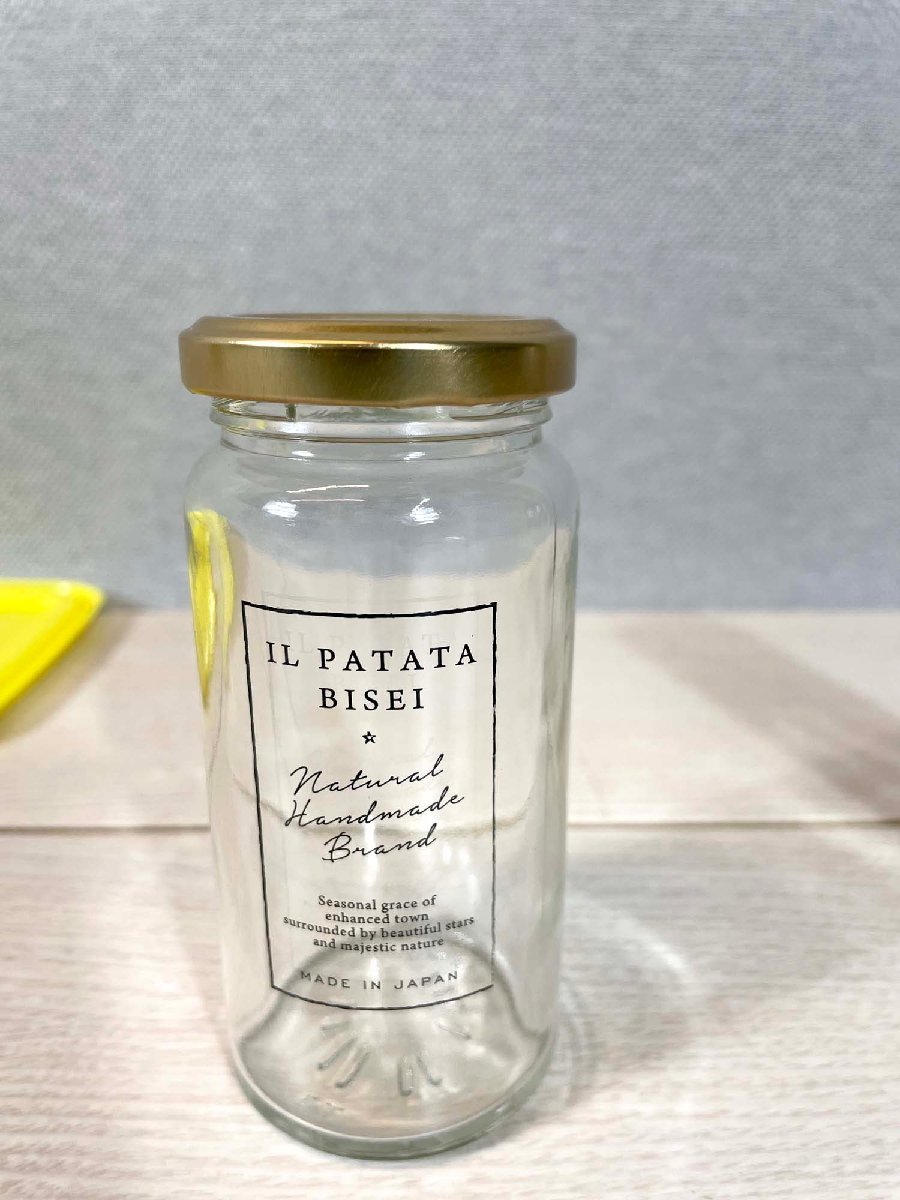 IL PATATA
BISEI
Natural
Handmade
Brand
Seasonal grace of
enhanced town
surrounded by beautiful stars
and majestic nature
MADE IN JAPAN